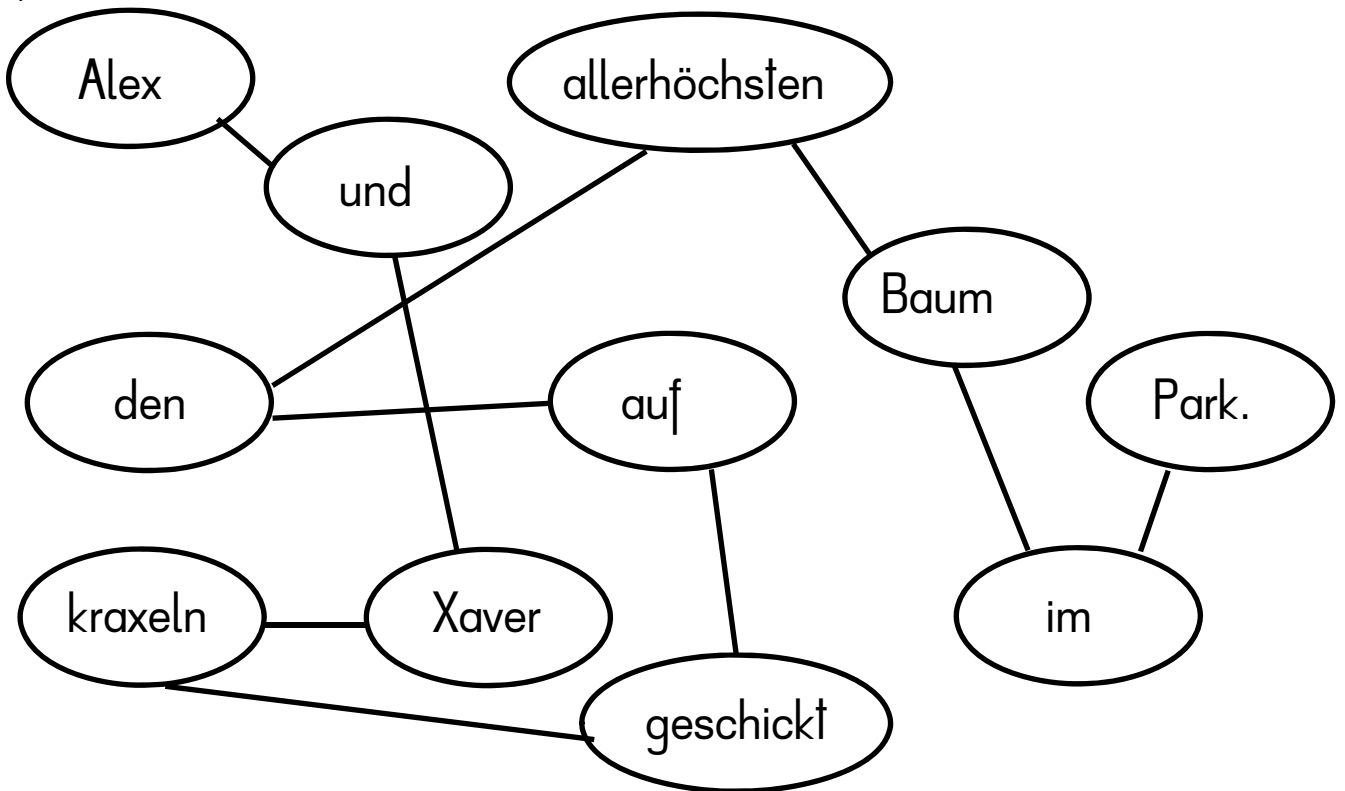 Alex
und
Xaver
kraxeln
geschickt
auf
den
allerhöchsten
Baum
im
Park.